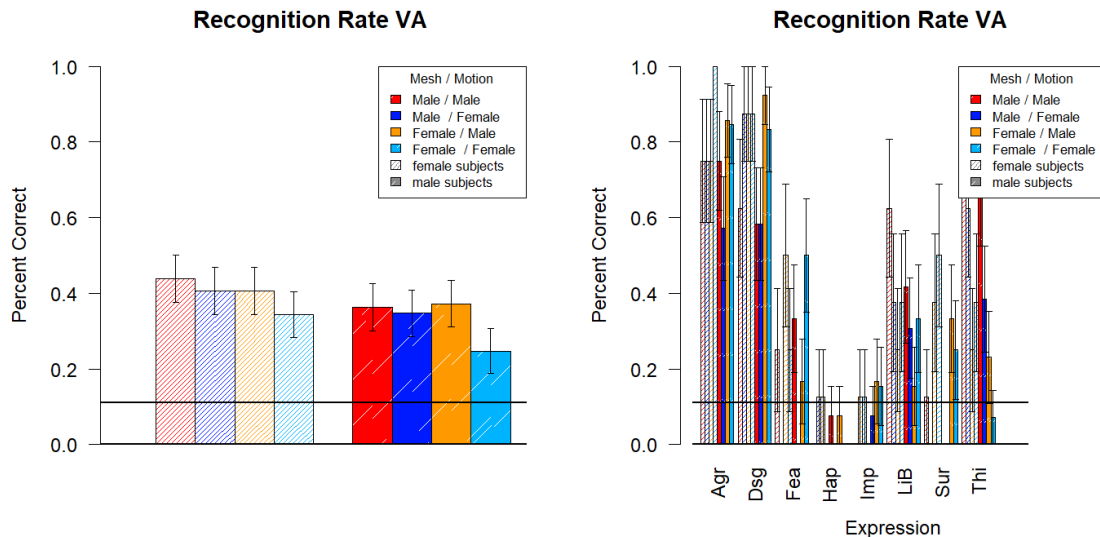 Recognition Rate VA
Percent Correct
1.0
0.8
0.6
0.4
0.2
0.0
Mesh / Motion
Male / Male
Male / Female
Female / Male
Female / Female
female subjects
male subjects
Recognition Rate VA
Percent Correct
1.0
0.8
0.6
0.4
0.2
0.0
Mesh / Motion
Male / Male
Male / Female
Female / Male
Female / Female
female subjects
male subjects
Agr
Dsg
Fea
Hap
Imp
LiB
Sur
Thi
Expression